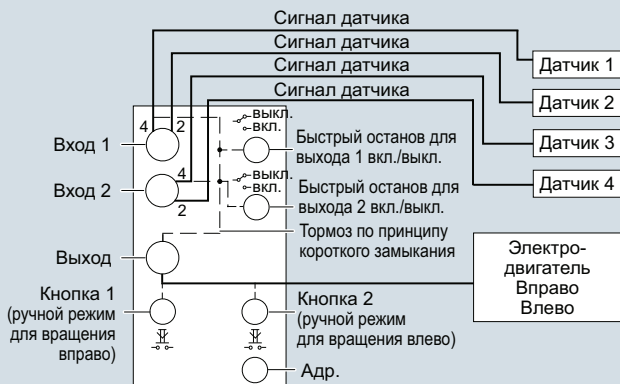 Сигнал датчика
Сигнал датчика
Сигнал датчика
Сигнал датчика
Датчик 1
Датчик 2
Датчик 3
Датчик 4
4
2
Вход 1
выкл.
вкл.
Быстрый останов для
выхода 1 вкл./выкл.
4
2
Вход 2
выкл.
вкл.
Быстрый останов для
выхода 2 вкл./выкл.
Тормоз по принципу
короткого замыкания
Выход
Электро-
двигатель
Вправо
Влево
Кнопка 1
(ручной режим
для вращения
вправо)
Кнопка 2
(ручной режим
для вращения влево)
Адр.